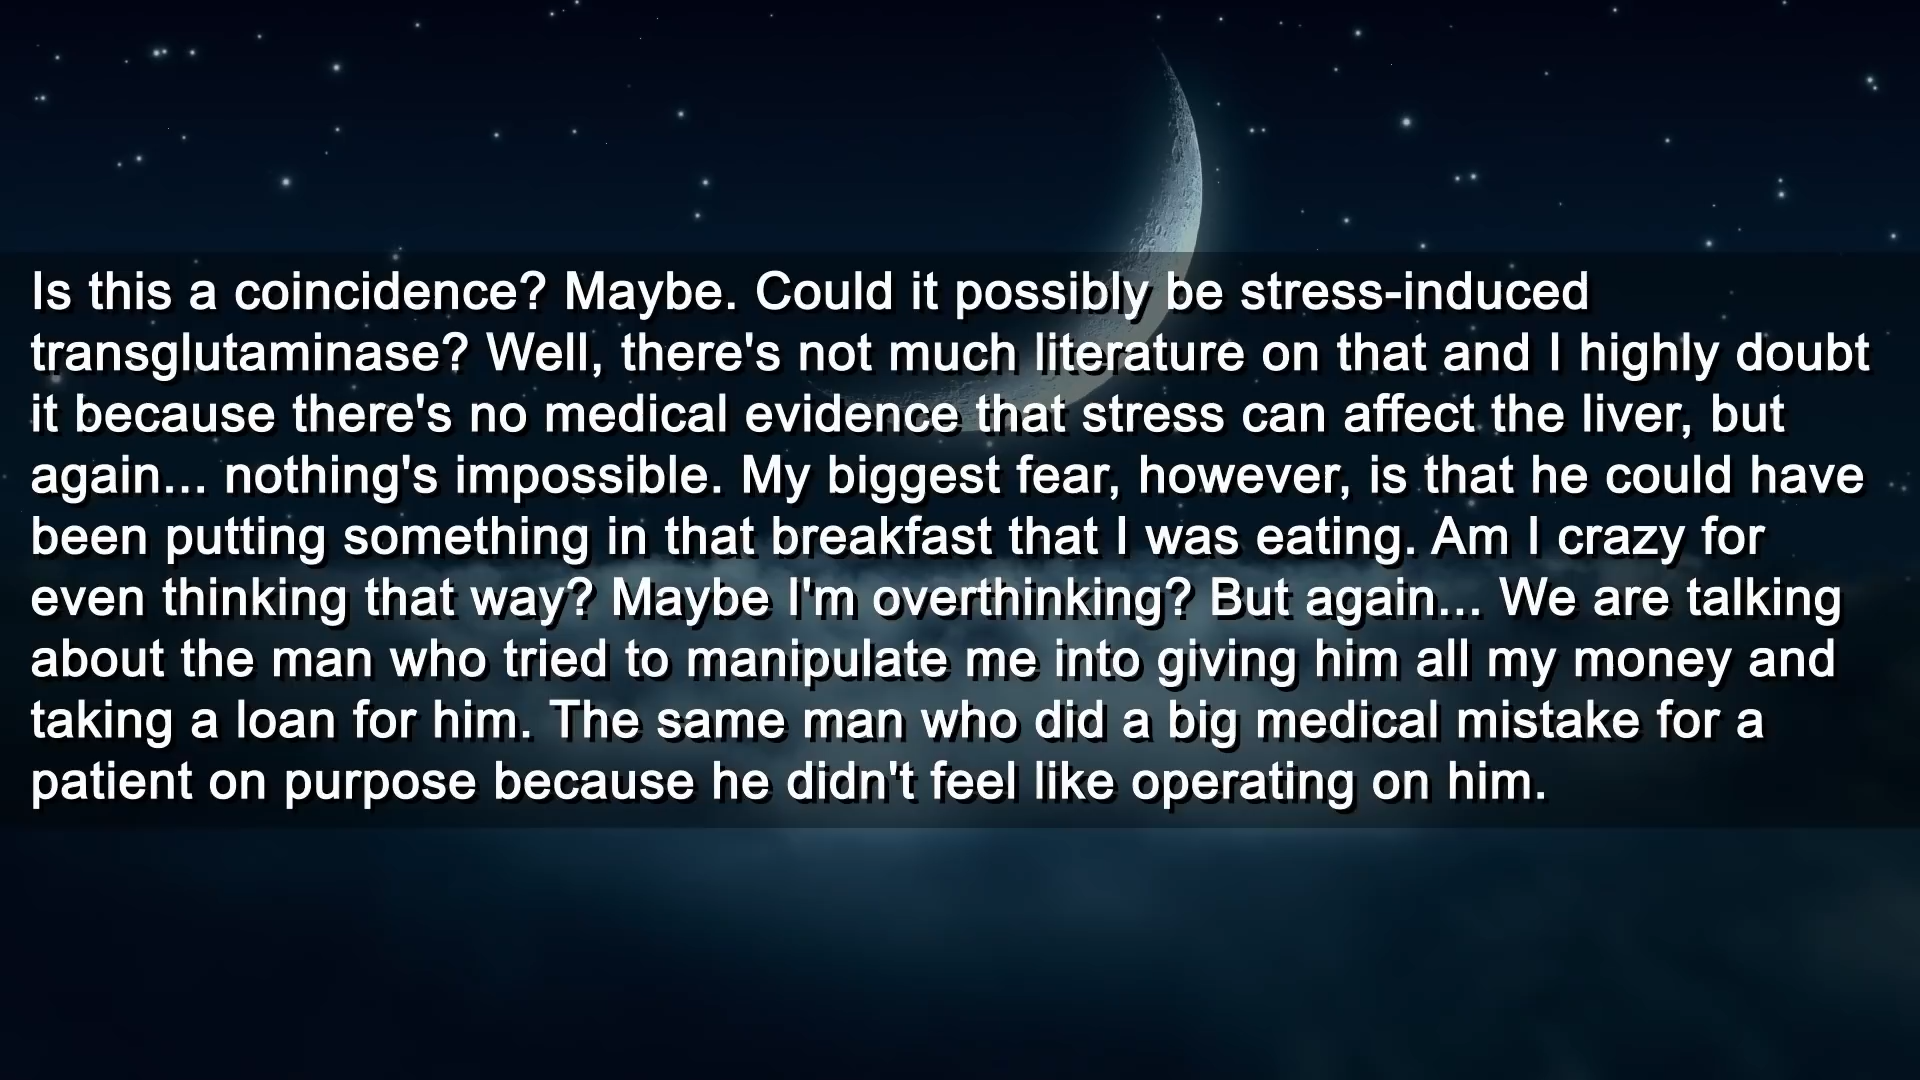 Is this a coincidence? Maybe. Could it possibly be stress-induced
transglutaminase? Well, there's not much literature on that and I highly doubt
it because there's no medical evidence that stress can affect the liver, but
again... nothing's impossible. My biggest fear, however, is that he could have
been putting something in that breakfast that I was eating. Am I crazy for
even thinking that way? Maybe I'm overthinking? But again... We are talking
about the man who tried to manipulate me into giving him all my money and
taking a loan for him. The same man who did a big medical mistake for a
patient on purpose because he didn't feel like operating on him.